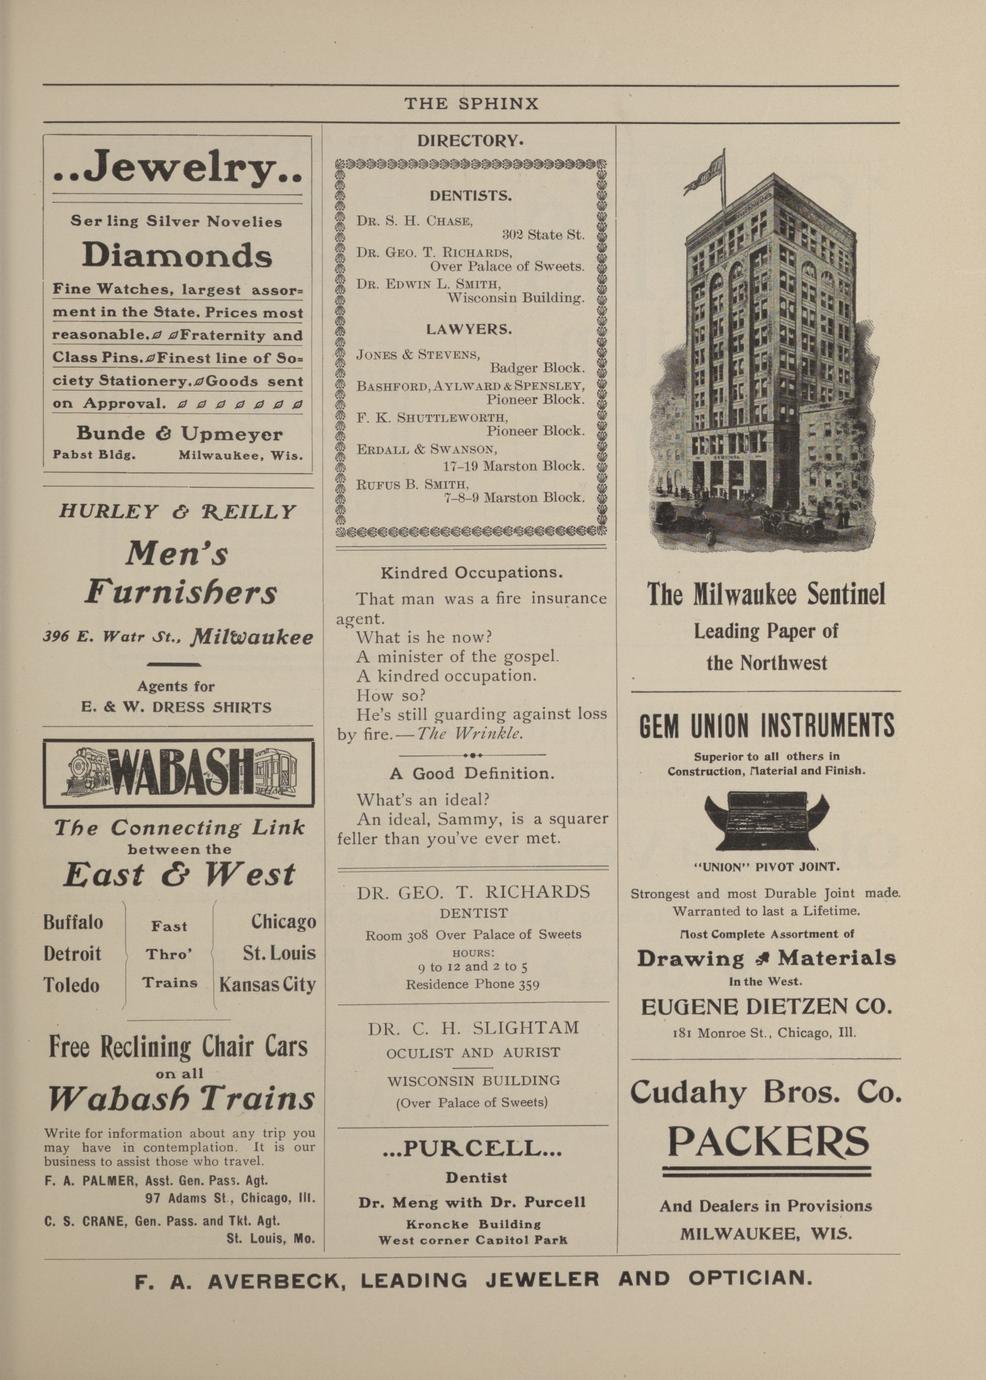 THE SPHINX
..Jewelry..
Ser ling Silver Novelies
Diamonds
Fine Watches, largest assor=
ment in the State. Prices most
reasonable. Fraternity and
Class Pins. Finest line of So=
ciety Stationery. Goods sent
on Approval.
Bunde & Upmeyer
Pabst Bldg. Milwaukee, Wis.
HURLEY & REILLY
Men's
Furnishers
396 E. Watr St., Milwaukee
Agents for
E. & W. DRESS SHIRTS
WABASH
The Connecting Link
between the
East & West
Buffalo Fast Chicago
Detroit Thro' St. Louis
Toledo Trains Kansas City
Free Reclining Chair Cars
on all
Wabash Trains
Write for information about any trip you
may have in contemplation. It is our
business to assist those who travel.
F. A. PALMER, Asst. Gen. Pass. Agt.
97 Adams St., Chicago, Ill.
C. S. CRANE, Gen. Pass. and Tkt. Agt.
St. Louis, Mo.
DIRECTORY.
DENTISTS.
DR. S. H. CHASE,
302 State St.
DR. GEO. T. RICHARDS,
Over Palace of Sweets.
DR. EDWIN L. SMITH,
Wisconsin Building.
LAWYERS.
JONES & STEVENS,
Badger Block.
BASHFORD, AYLWARD & SPENSLEY,
Pioneer Block.
F. K. SHUTTLEWORTH,
Pioneer Block.
ERDALL & SWANSON,
17-19 Marston Block.
RUFUS B. SMITH,
7-8-9 Marston Block.
Kindred Occupations.
That man was a fire insurance
agent.
What is he now?
A minister of the gospel.
A kindred occupation.
How so?
He's still guarding against loss
by fire.—The Wrinkle.
A Good Definition.
What's an ideal?
An ideal, Sammy, is a squarer
feller than you've ever met.
DR. GEO. T. RICHARDS
DENTIST
Room 308 Over Palace of Sweets
HOURS:
9 to 12 and 2 to 5
Residence Phone 359
DR. C. H. SLIGHTAM
OCULIST AND AURIST
WISCONSIN BUILDING
(Over Palace of Sweets)
...PURCELL...
Dentist
Dr. Meng with Dr. Purcell
Kroncke Building
West corner Capitol Park
The Milwaukee Sentinel
Leading Paper of
the Northwest
GEM UNION INSTRUMENTS
Superior to all others in
Construction, Material and Finish.
"UNION" PIVOT JOINT.
Strongest and most Durable Joint made.
Warranted to last a Lifetime.
Most Complete Assortment of
Drawing Materials
In the West.
EUGENE DIETZEN CO.
181 Monroe St., Chicago, Ill.
Cudahy Bros. Co.
PACKERS
And Dealers in Provisions
MILWAUKEE, WIS.
F. A. AVERBECK, LEADING JEWELER AND OPTICIAN.